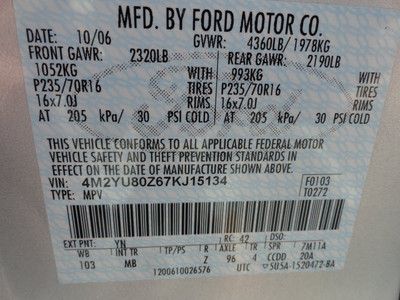 MFD. BY FORD MOTOR CO.
DATE: 10/06 GVWR: 4360LB/ 1978KG
FRONT GAWR: 2320LB REAR GAWR: 2190LB
1052KG WITH 993KG WITH
P235/70R16 TIRES P235/70R16 TIRES
16x7.0J RIMS 16x7.0J RIMS
AT 205 kPa/ 30 PSI COLD AT 205 kPa/ 30 PSI COLD
THIS VEHICLE CONFORMS TO ALL APPLICABLE FEDERAL MOTOR
VEHICLE SAFETY AND BUMPER AND THEFT PREVENTION STANDARDS IN
EFFECT ON THE DATE OF MANUFACTURE SHOWN ABOVE.
VIN: 4M2YU80Z67KJ15134 F0103
TYPE: MPV T0272
EXT PNT: YN RC: 42 DSO:
WB INT TR TP/PS R AXLE TR SPR 7M11A
103 MB Z 96 4 CCDD 20A
1200610026576 UTC 5U5A-1520472-BA